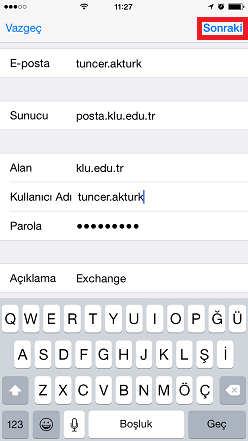 11:27
Vazgeç Sonraki
E-posta tuncer.akturk
Sunucu posta.klu.edu.tr
Alan klu.edu.tr
Kullanıcı Adı tuncer.akturk
Parola ●●●●●●●●●
Açıklama Exchange
Q W E R T Y U I O P Ğ Ü
A S D F G H J K L Ş İ
Z X C V B N M Ö Ç
123 Boşluk Geç